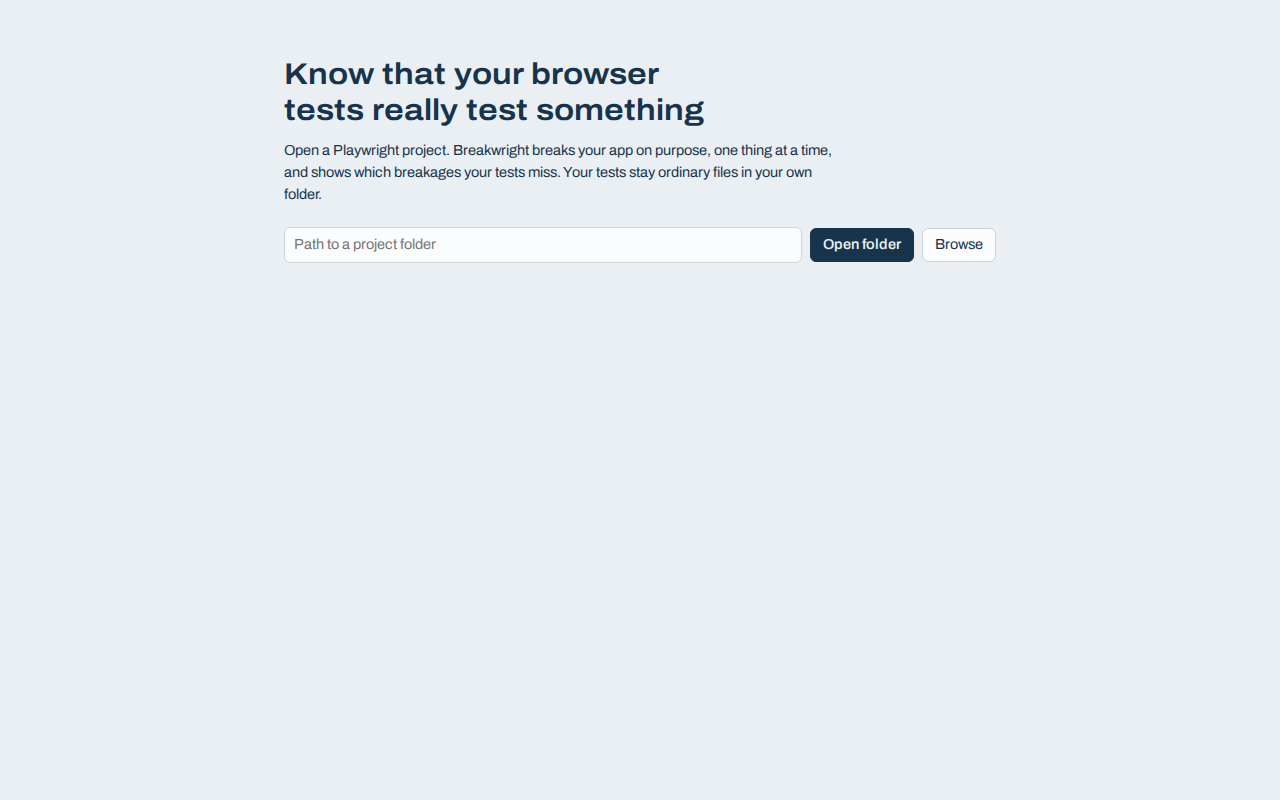 Know that your browser
tests really test something
Open a Playwright project. Breakwright breaks your app on purpose, one thing at a time,
and shows which breakages your tests miss. Your tests stay ordinary files in your own
folder.
Path to a project folder
Open folder
Browse